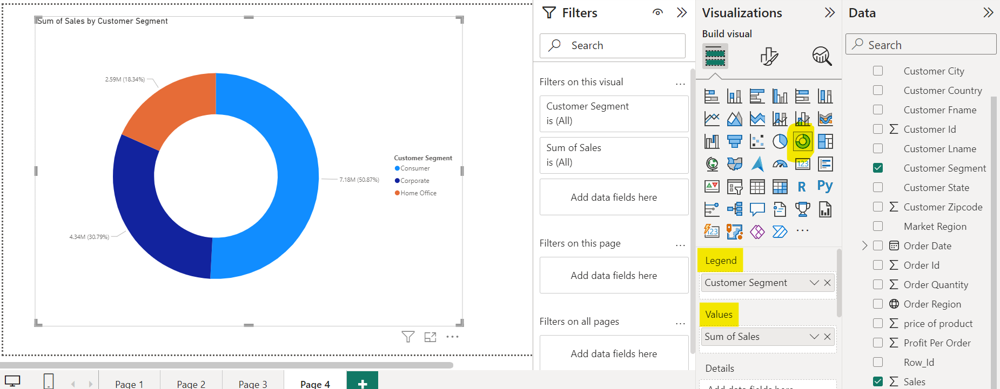 Sum of Sales by Customer Segment
2.59M (18.34%)
7.18M (50.87%)
4.34M (30.79%)
Customer Segment
Consumer
Corporate
Home Office
Page 1
Page 2
Page 3
Page 4
+
Filters
Search
Filters on this visual
...
Customer Segment
is (All)
Sum of Sales
is (All)
Add data fields here
Filters on this page
...
Add data fields here
Filters on all pages
...
Add data fields here
Visualizations
Build visual
123
R
Py
123
...
Legend
Customer Segment
Values
Sum of Sales
Details
Add data fields here
Data
Search
Customer City
Customer Country
Customer Fname
Σ Customer Id
Customer Lname
Customer Segment
Customer State
Σ Customer Zipcode
Market Region
Order Date
Σ Order Id
Σ Order Quantity
Order Region
Σ price of product
Σ Profit Per Order
Row_Id
Σ Sales